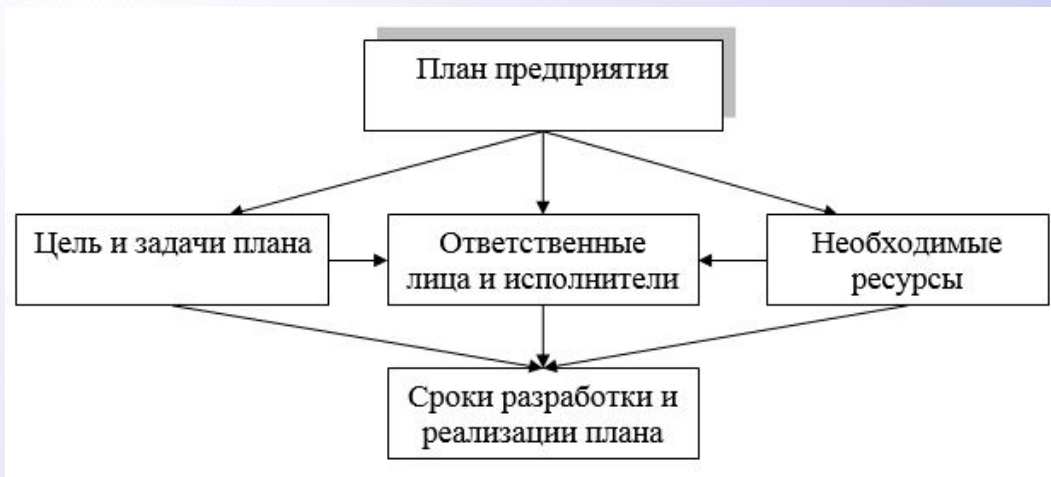 План предприятия
Цель и задачи плана
Ответственные
лица и исполнители
Необходимые
ресурсы
Сроки разработки и
реализации плана